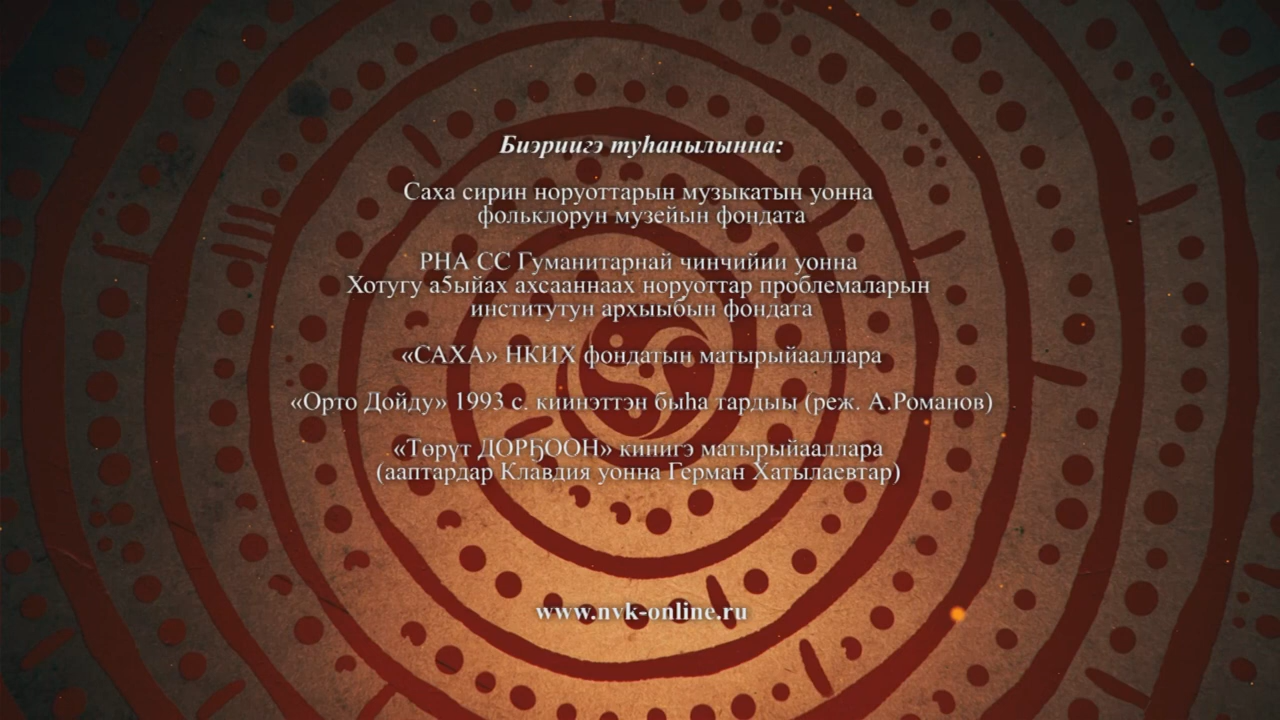 Биэриигэ туһанылынна:
Саха сирин норуоттарын музыкатын уонна
фольклорун музейын фондата
РНА СС Гуманитарнай чинчийии уонна
Хотугу а5ыйах ахсааннаах норуоттар проблемаларын
институтун архыыбын фондата
«САХА» НКИХ фондатын матырыйааллара
«Орто Дойду» 1993 с. киинэттэн быһа тардыы (реж. А.Романов)
«Төрүт ДОРҔООН» кинигэ матырыйааллара
(ааптардар Клавдия уонна Герман Хатылаевтар)
www.nvk-online.ru